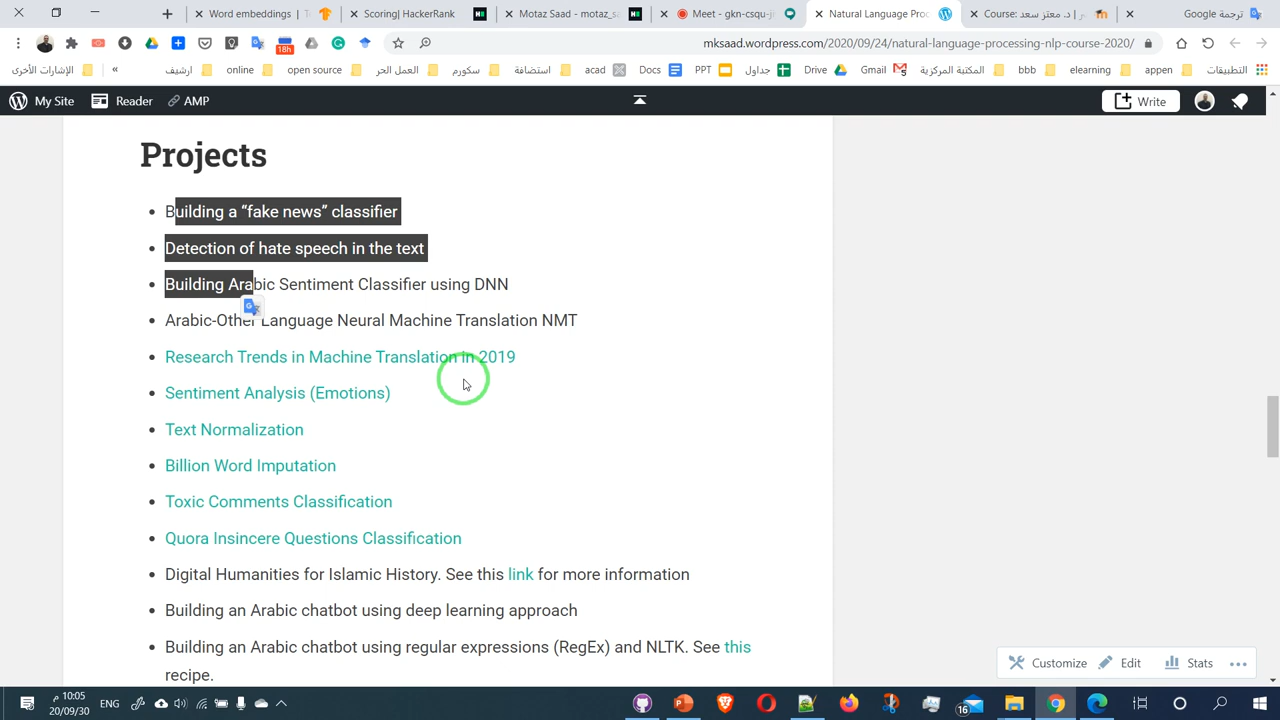 Word embeddings | T
Scoring| HackerRank
Motaz Saad - motaz_sa
Meet - gkn-csqu-ji
Natural Language Proc
Course: د. معتز سعد | ر
ترجمة Google
18h
mksaad.wordpress.com/2020/09/24/natural-language-processing-nlp-course-2020/
الإشارات الأخرى
»
ارشيف
online
open source
سكورم
العمل الحر
استضافة
acad
Docs
PPT
جداول
Drive
Gmail
المكتبة المركزية
bbb
elearning
appen
التطبيقات
My Site
Reader
AMP
Write
Projects
Building a “fake news” classifier
Detection of hate speech in the text
Building Arabic Sentiment Classifier using DNN
Arabic-Other Language Neural Machine Translation NMT
Research Trends in Machine Translation in 2019
Sentiment Analysis (Emotions)
Text Normalization
Billion Word Imputation
Toxic Comments Classification
Quora Insincere Questions Classification
Digital Humanities for Islamic History. See this link for more information
Building an Arabic chatbot using deep learning approach
Building an Arabic chatbot using regular expressions (RegEx) and NLTK. See this
recipe.
Customize
Edit
Stats
10:05 م
20/09/30
ENG
16